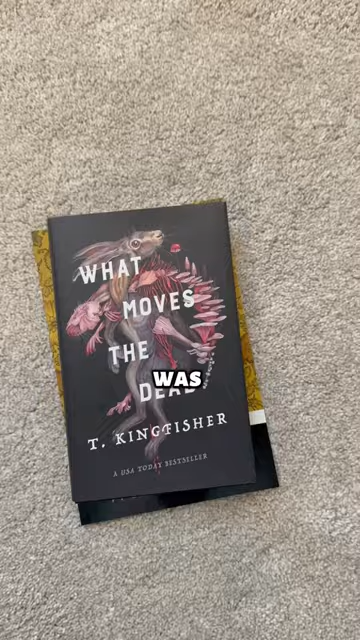 WHAT
MOVES
THE
DEAD
WAS
T. KINGFISHER
A USA TODAY BESTSELLER